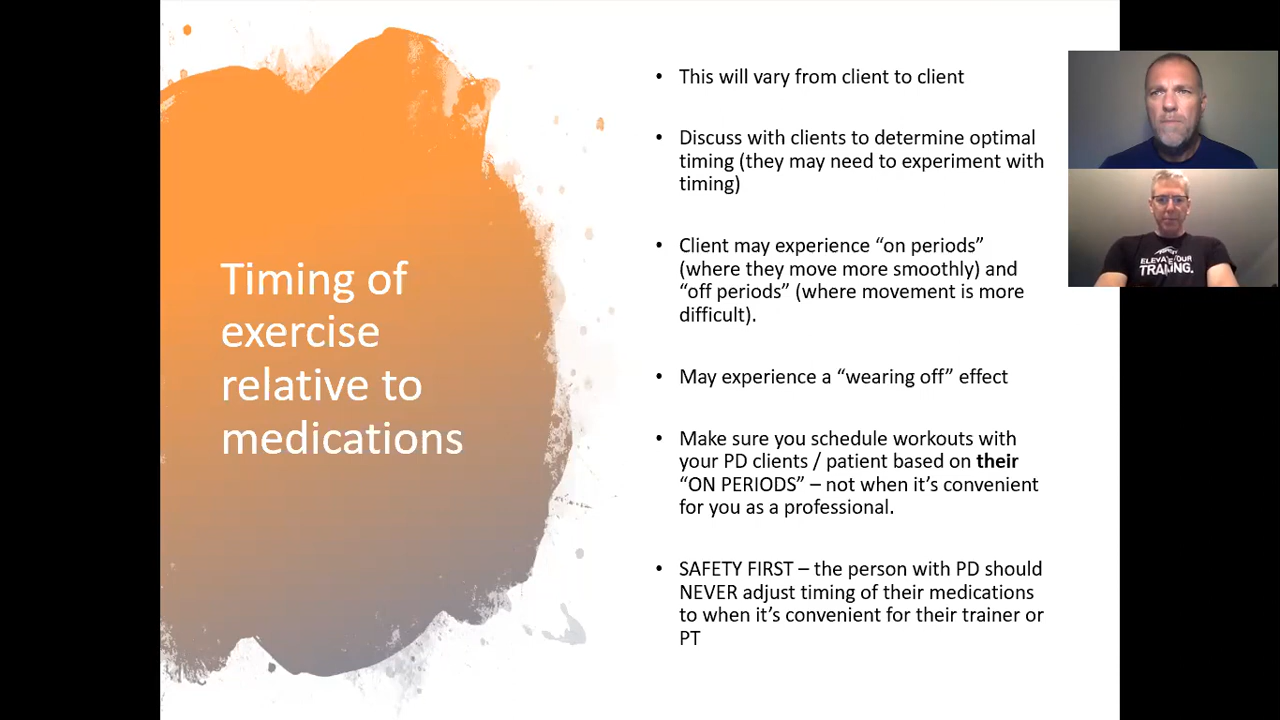 Timing of
exercise
relative to
medications
• This will vary from client to client
• Discuss with clients to determine optimal
timing (they may need to experiment with
timing)
• Client may experience “on periods”
(where they move more smoothly) and
“off periods” (where movement is more
difficult).
• May experience a “wearing off” effect
• Make sure you schedule workouts with
your PD clients / patient based on their
“ON PERIODS” – not when it’s convenient
for you as a professional.
• SAFETY FIRST – the person with PD should
NEVER adjust timing of their medications
to when it’s convenient for their trainer or
PT
ELEVATE YOUR
TRAINING.